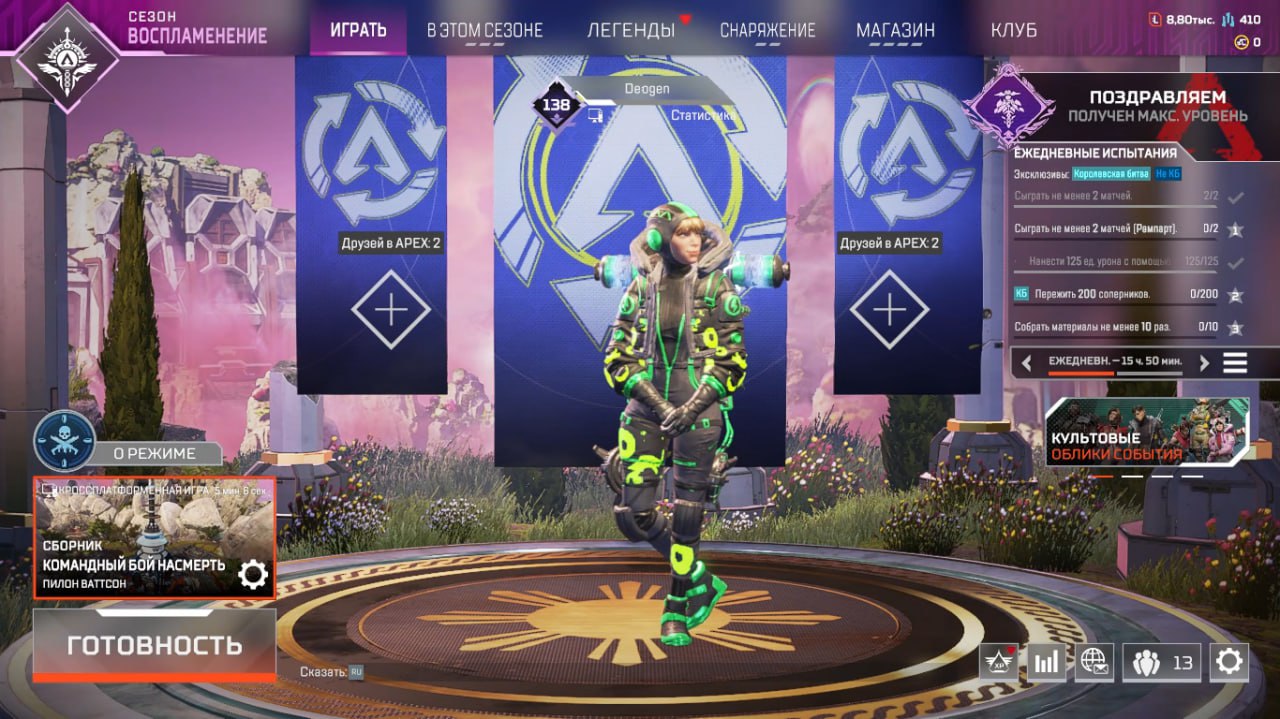 СЕЗОН
ВОСПЛАМЕНЕНИЕ
ИГРАТЬ
В ЭТОМ СЕЗОНЕ
ЛЕГЕНДЫ
СНАРЯЖЕНИЕ
МАГАЗИН
КЛУБ
8,80тыс.
410
0
138
Deogen
Статистика
ПОЗДРАВЛЯЕМ
ПОЛУЧЕН МАКС. УРОВЕНЬ
ЕЖЕДНЕВНЫЕ ИСПЫТАНИЯ
Эксклюзивы: Королевская битва Не КБ
Сыграть не менее 2 матчей. 2/2
Сыграть не менее 2 матчей (Рампарт). 0/2 1
Нанести 125 ед. урона с помощью 125/125
КБ Пережить 200 соперников. 0/200 2
Собрать материалы не менее 10 раз. 0/10 3
ЕЖЕДНЕВН. – 15 ч. 50 мин.
Друзей в APEX: 2
Друзей в APEX: 2
КУЛЬТОВЫЕ
ОБЛИКИ СОБЫТИЯ
О РЕЖИМЕ
КРОССПЛАТФОРМЕННАЯ ИГРА 5 мин. 6 сек.
СБОРНИК
КОМАНДНЫЙ БОЙ НАСМЕРТЬ
ПИЛОН ВАТТСОН
ГОТОВНОСТЬ
Сказать: RU
XP
13